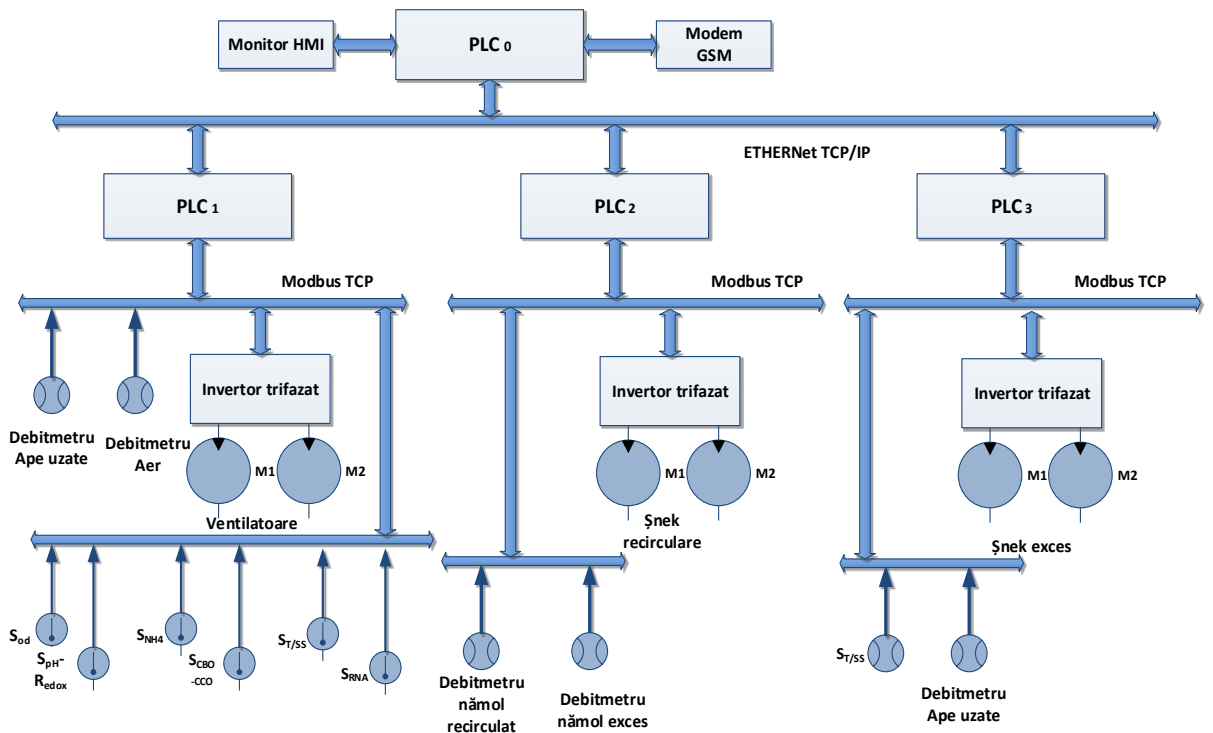 Monitor HMI
PLC 0
Modem
GSM
ETHERNet TCP/IP
PLC 1
PLC 2
PLC 3
Modbus TCP
Modbus TCP
Modbus TCP
Invertor trifazat
Invertor trifazat
Invertor trifazat
Debitmetru
Ape uzate
Debitmetru
Aer
M1
M2
M1
M2
M1
M2
Ventilatoare
Șnek
recirculare
Șnek exces
Sod
SpH-
Redox
SNH4
SCBO
-CCO
ST/SS
SRNA
Debitmetru
nămol
recirculat
Debitmetru
nămol exces
ST/SS
Debitmetru
Ape uzate